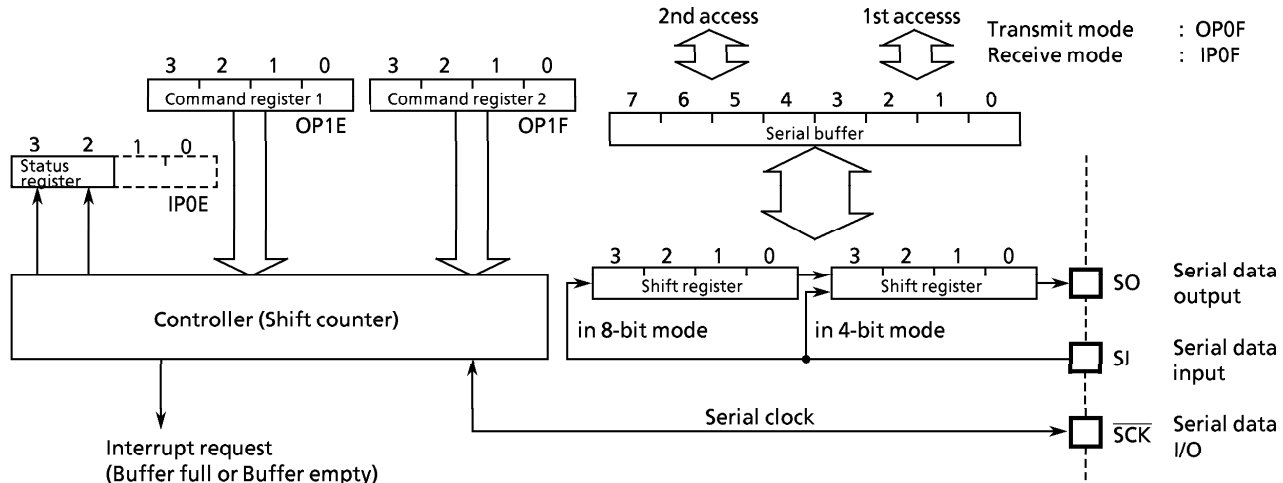 2nd access
1st accesss
Transmit mode : OP0F
Receive mode : IP0F
3 2 1 0
Command register 1
OP1E
3 2 1 0
Command register 2
OP1F
7 6 5 4 3 2 1 0
Serial buffer
3 2 1 0
Status
register
IP0E
3 2 1 0
Shift register
3 2 1 0
Shift register
SO
Serial data
output
Controller (Shift counter)
in 8-bit mode
in 4-bit mode
SI
Serial data
input
Serial clock
SCK
Serial data
I/O
Interrupt request
(Buffer full or Buffer empty)